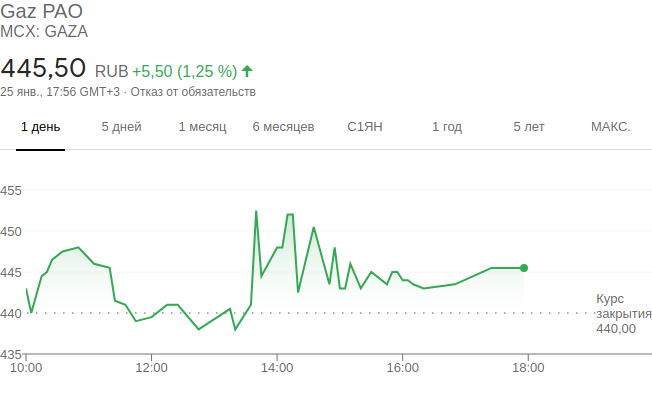 Gaz PAO
MCX: GAZA
445,50 RUB +5,50 (1,25 %)
25 янв., 17:56 GMT+3 · Отказ от обязательств
1 день 5 дней 1 месяц 6 месяцев С1ЯН 1 год 5 лет МАКС.
455
450
445
440
435
Курс
закрытия
440,00
10:00 12:00 14:00 16:00 18:00